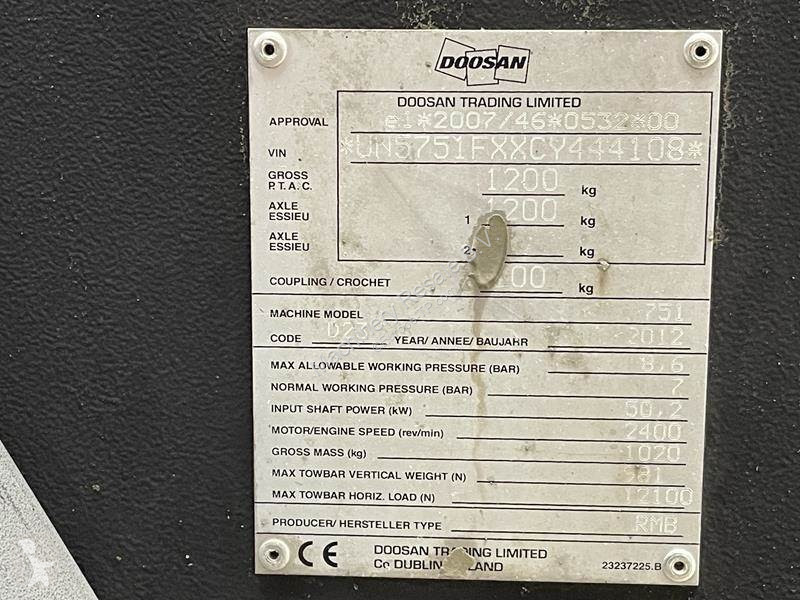 DOOSAN
DOOSAN TRADING LIMITED
APPROVAL e1*2007/46*0532*00
VIN *UN5751FXXCY444108*
GROSS P.T.A.C. 1200 kg
AXLE ESSIEU 1 1200 kg
AXLE ESSIEU 2 kg
COUPLING / CROCHET kg
MACHINE MODEL 751
CODE D23 YEAR/ ANNEE/ BAUJAHR 2012
MAX ALLOWABLE WORKING PRESSURE (BAR) 8,6
NORMAL WORKING PRESSURE (BAR) 7
INPUT SHAFT POWER (kW) 50,2
MOTOR/ENGINE SPEED (rev/min) 2400
GROSS MASS (kg) 1020
MAX TOWBAR VERTICAL WEIGHT (N)
MAX TOWBAR HORIZ. LOAD (N) 12100
PRODUCER/ HERSTELLER TYPE RMB
CE DOOSAN TRADING LIMITED
Co DUBLIN 23237225.B